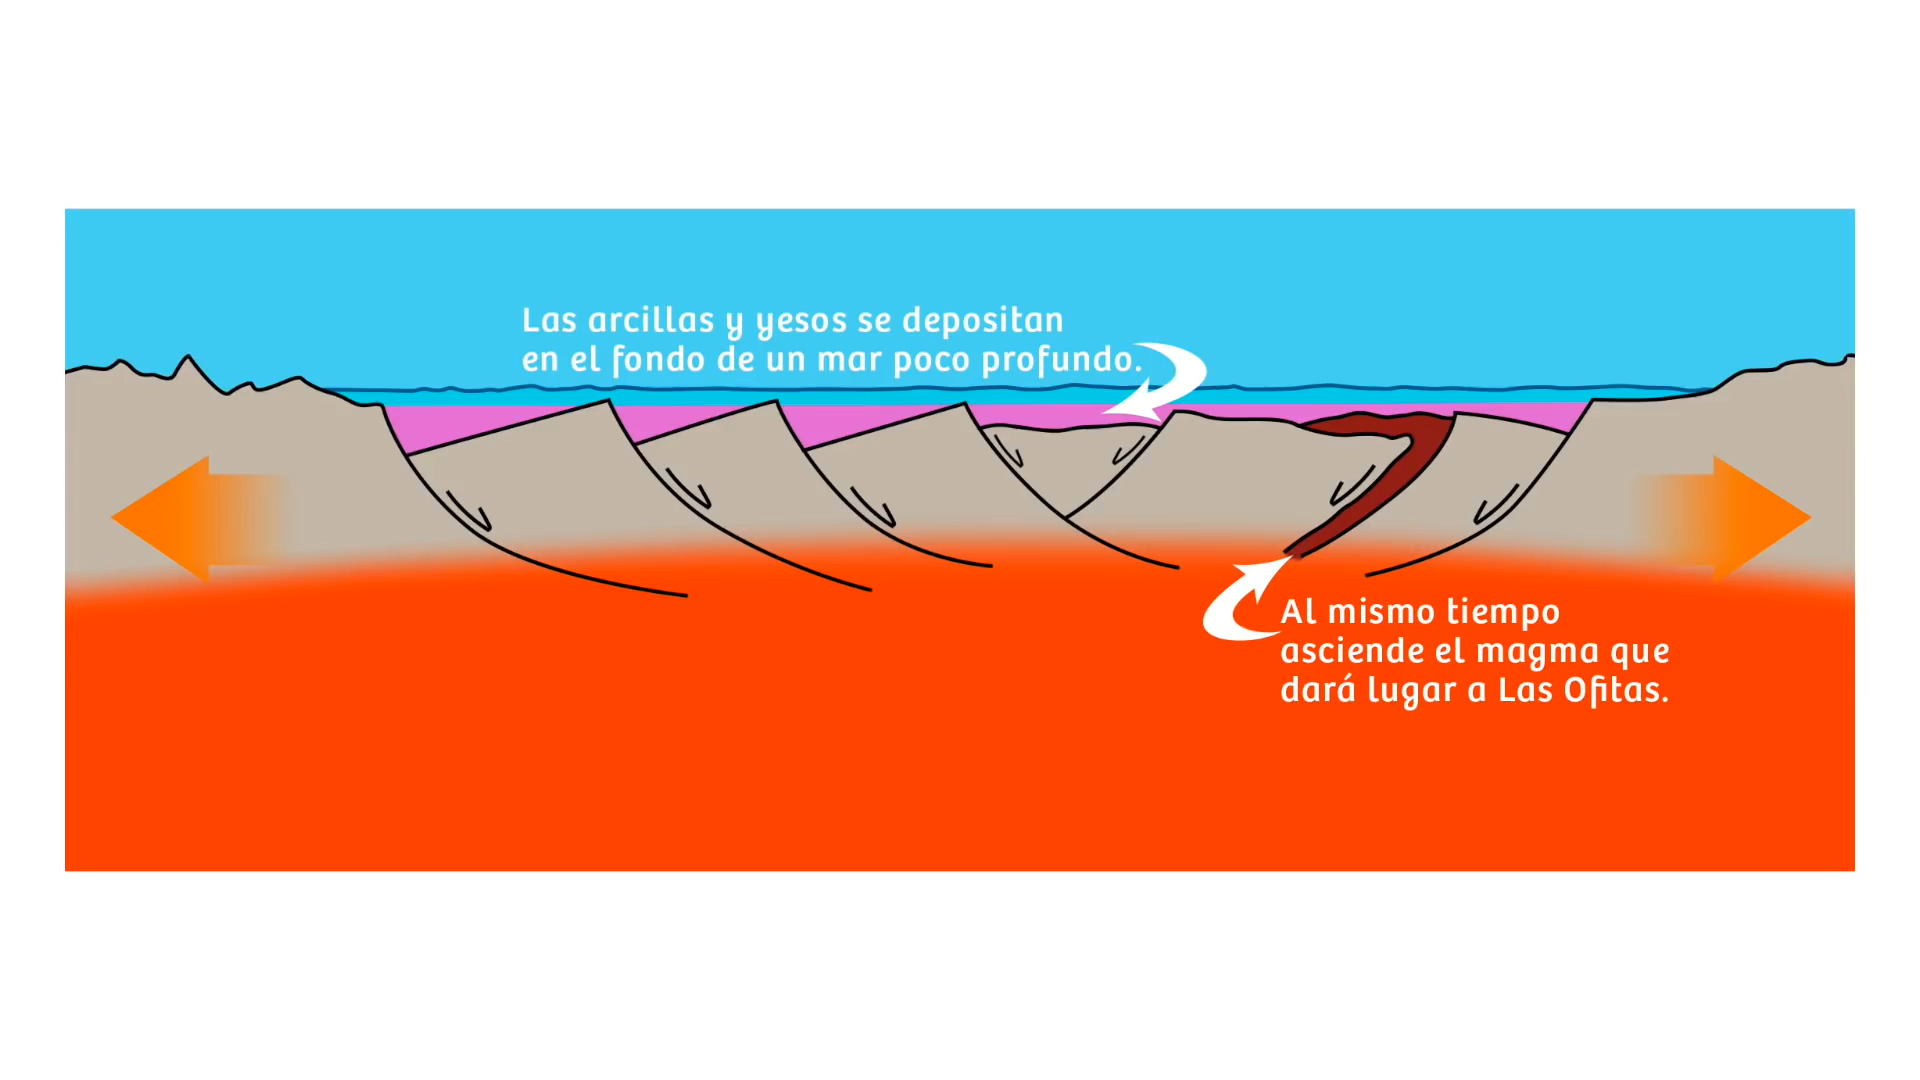 Las arcillas y yesos se depositan
en el fondo de un mar poco profundo.
Al mismo tiempo
asciende el magma que
dará lugar a Las Ofitas.